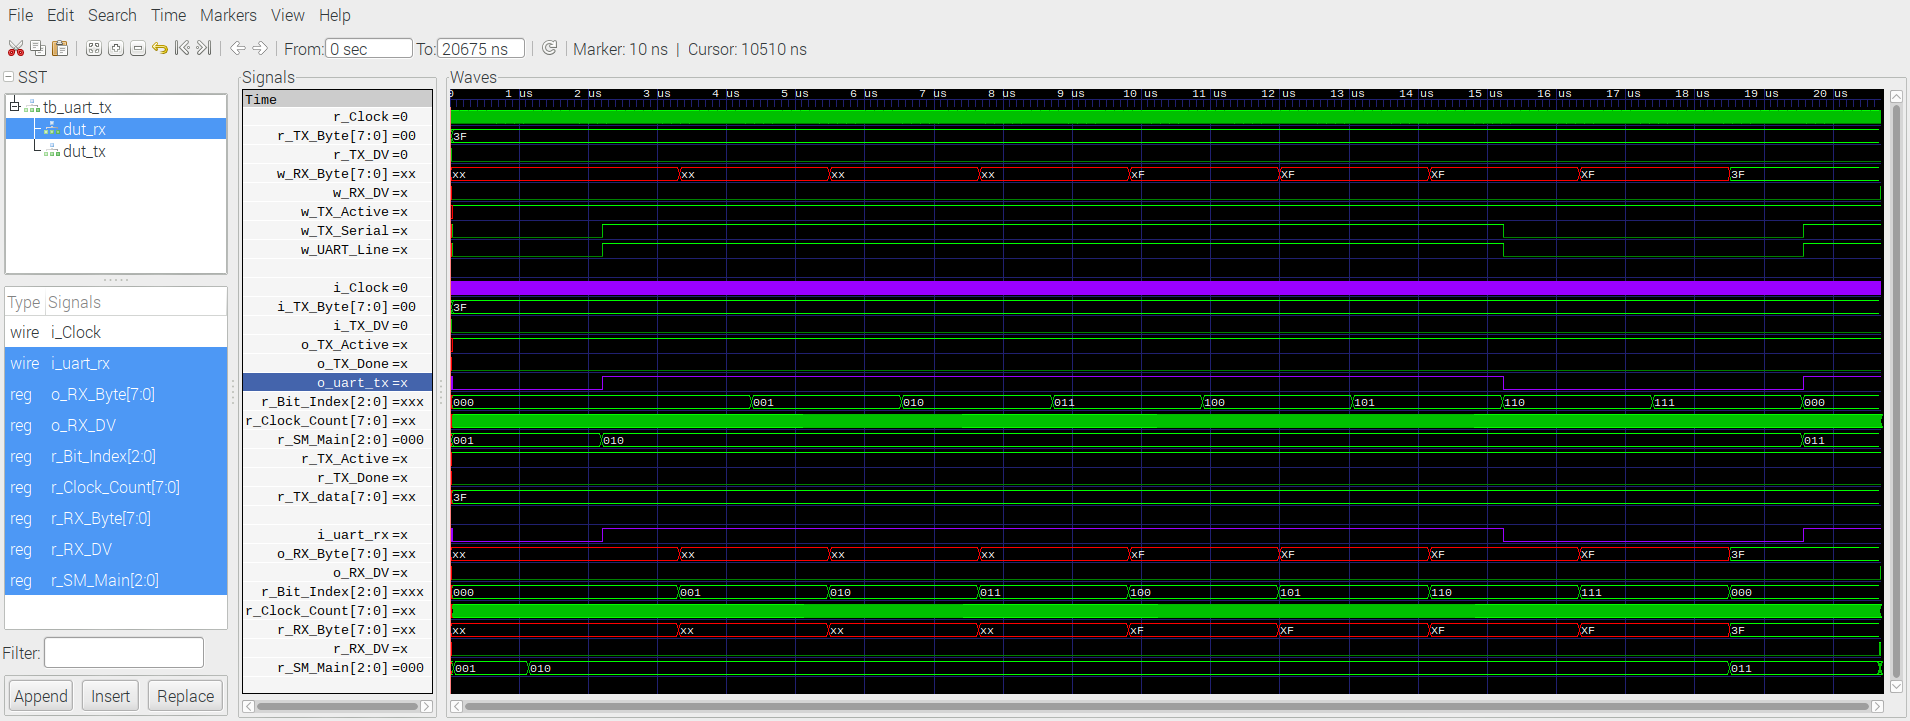 File Edit Search Time Markers View Help
From: 0 sec To: 20675 ns Marker: 10 ns | Cursor: 10510 ns
SST
tb_uart_tx
dut_rx
dut_tx
Type Signals
wire i_Clock
wire i_uart_rx
reg o_RX_Byte[7:0]
reg o_RX_DV
reg r_Bit_Index[2:0]
reg r_Clock_Count[7:0]
reg r_RX_Byte[7:0]
reg r_RX_DV
reg r_SM_Main[2:0]
Filter:
Append Insert Replace
Signals
Time
r_Clock=0
r_TX_Byte[7:0]=00
r_TX_DV=0
w_RX_Byte[7:0]=xx
w_RX_DV=x
w_TX_Active=x
w_TX_Serial=x
w_UART_Line=x
i_Clock=0
i_TX_Byte[7:0]=00
i_TX_DV=0
o_TX_Active=x
o_TX_Done=x
o_uart_tx=x
r_Bit_Index[2:0]=xxx
r_Clock_Count[7:0]=xx
r_SM_Main[2:0]=000
r_TX_Active=x
r_TX_Done=x
r_TX_data[7:0]=xx
i_uart_rx=x
o_RX_Byte[7:0]=xx
o_RX_DV=x
r_Bit_Index[2:0]=xxx
r_Clock_Count[7:0]=xx
r_RX_Byte[7:0]=xx
r_RX_DV=x
r_SM_Main[2:0]=000
Waves
0 1 us 2 us 3 us 4 us 5 us 6 us 7 us 8 us 9 us 10 us 11 us 12 us 13 us 14 us 15 us 16 us 17 us 18 us 19 us 20 us
3F
xx xx xx xx xF XF XF XF 3F
3F
000 001 010 011 100 101 110 111 000
001 010 011
3F
xx xx xx xx xF XF XF XF 3F
000 001 010 011 100 101 110 111 000
xx xx xx xx xF XF XF XF 3F
001 010 011